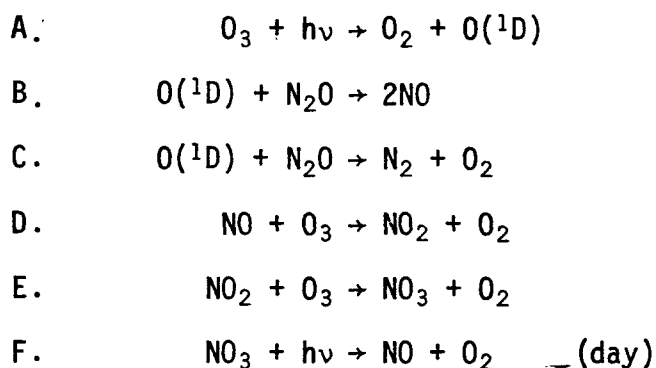 A. O₃ + hν → O₂ + O(¹D)
B. O(¹D) + N₂O → 2NO
C. O(¹D) + N₂O → N₂ + O₂
D. NO + O₃ → NO₂ + O₂
E. NO₂ + O₃ → NO₃ + O₂
F. NO₃ + hν → NO + O₂ (day)